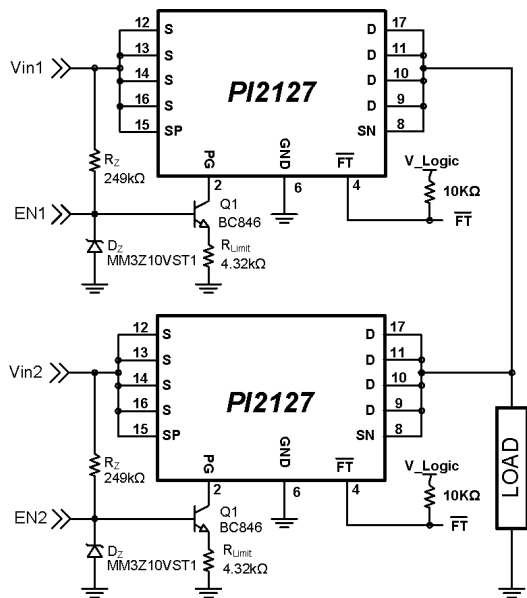 12 S D 17
Vin1 13 S D 11
14 S PI2127 D 10
16 S D 9
15 SP SN 8
PG GND FT
2 6 4
V_Logic
RZ
249kΩ
10KΩ
EN1 Q1
BC846
FT
DZ
MM3Z10VST1
RLimit
4.32kΩ
12 S D 17
13 S D 11
Vin2 14 S PI2127 D 10
16 S D 9
15 SP SN 8
PG GND FT
2 6 4
V_Logic
RZ
249kΩ
10KΩ
LOAD
EN2 Q1
BC846
FT
DZ
MM3Z10VST1
RLimit
4.32kΩ